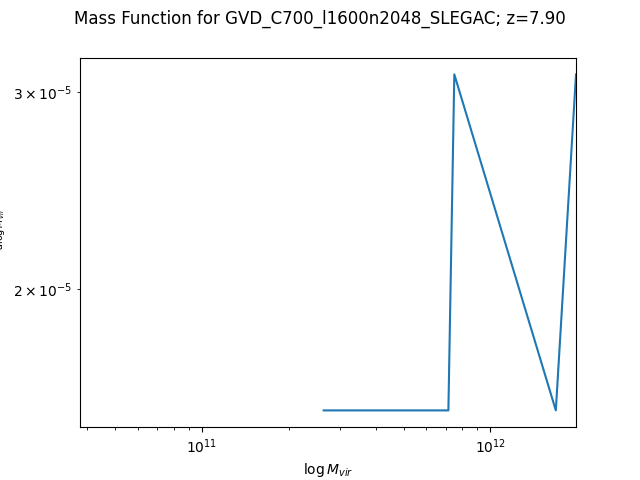 Mass Function for GVD_C700_l1600n2048_SLEGAC; z=7.90
3 × 10⁻⁵
2 × 10⁻⁵
10¹¹
10¹²
log M_vir